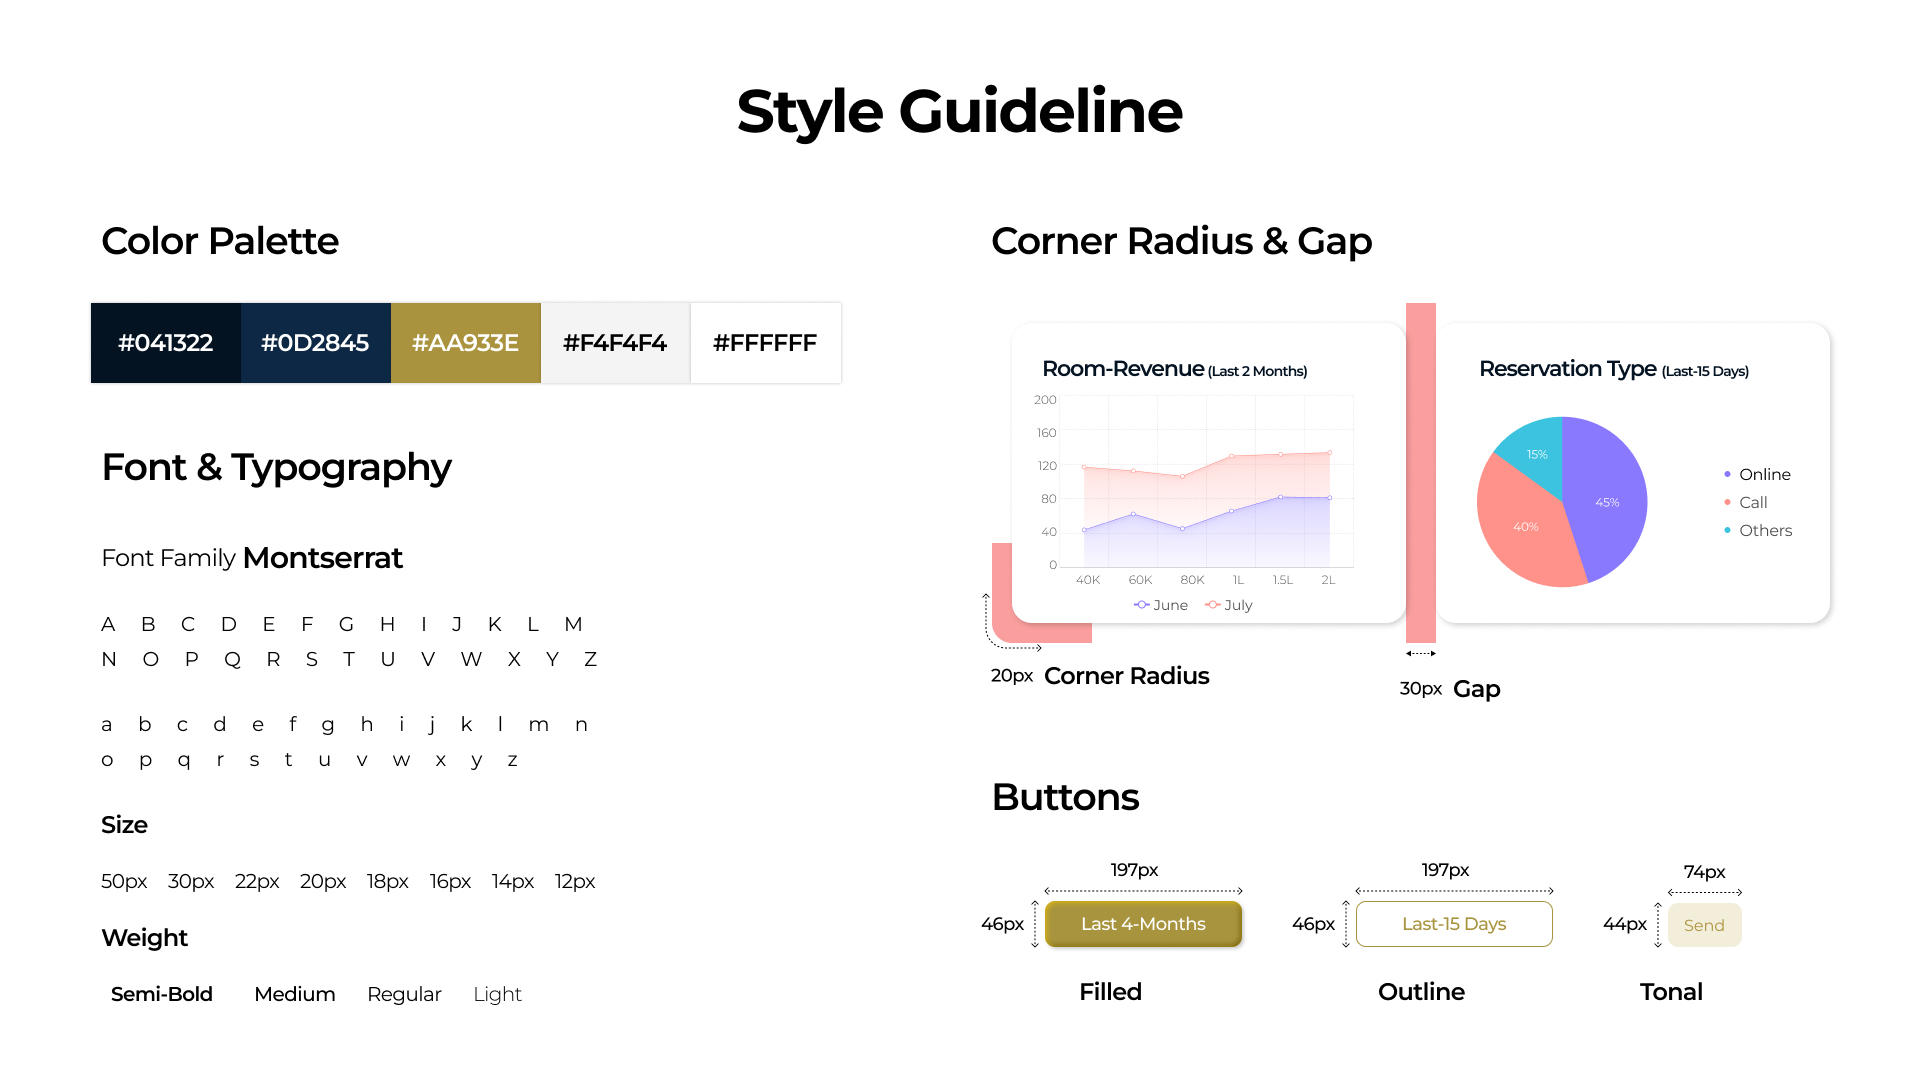 Style Guideline
Color Palette
#041322 #0D2845 #AA933E #F4F4F4 #FFFFFF
Font & Typography
Font Family Montserrat
A B C D E F G H I J K L M
N O P Q R S T U V W X Y Z
a b c d e f g h i j k l m n
o p q r s t u v w x y z
Size
50px 30px 22px 20px 18px 16px 14px 12px
Weight
Semi-Bold Medium Regular Light
Corner Radius & Gap
Room-Revenue (Last 2 Months)
200
160
120
80
40
0
40K 60K 80K 1L 1.5L 2L
June July
Reservation Type (Last-15 Days)
15%
45%
40%
Online
Call
Others
20px Corner Radius
30px Gap
Buttons
197px
46px
Last 4-Months
Filled
197px
46px
Last-15 Days
Outline
74px
44px
Send
Tonal